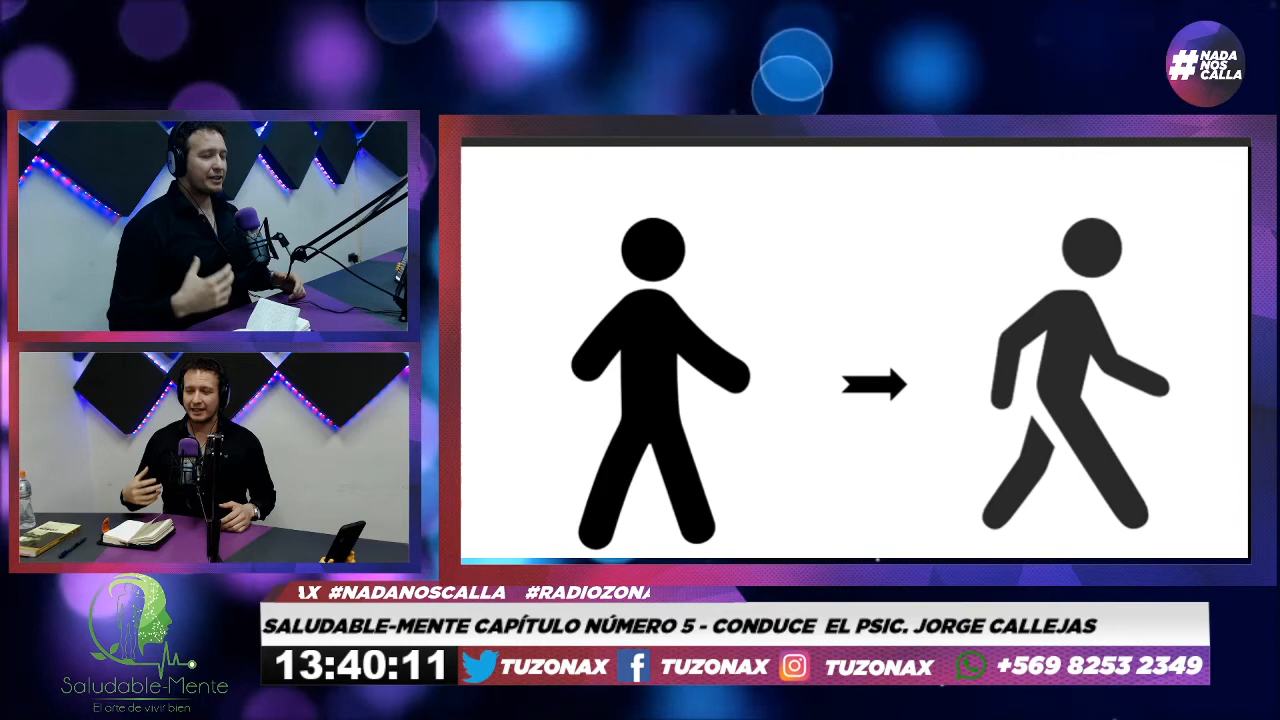 #NADA
NOS
CALLA
X #NADANOSCALLA #RADIOZONA
SALUDABLE-MENTE CAPÍTULO NÚMERO 5 - CONDUCE EL PSIC. JORGE CALLEJAS
13:40:11 TUZONAX TUZONAX TUZONAX +569 8253 2349
Saludable-Mente
El arte de vivir bien